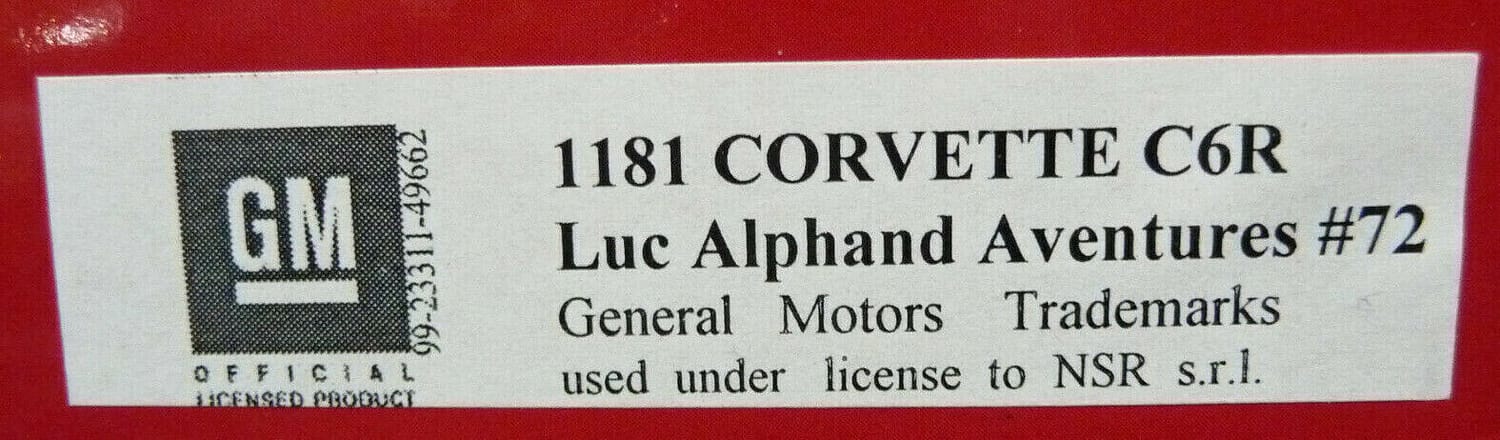 GM
99-23311-49662
OFFICIAL
LICENSED PRODUCT
1181 CORVETTE C6R
Luc Alphand Aventures #72
General Motors Trademarks
used under license to NSR s.r.l.